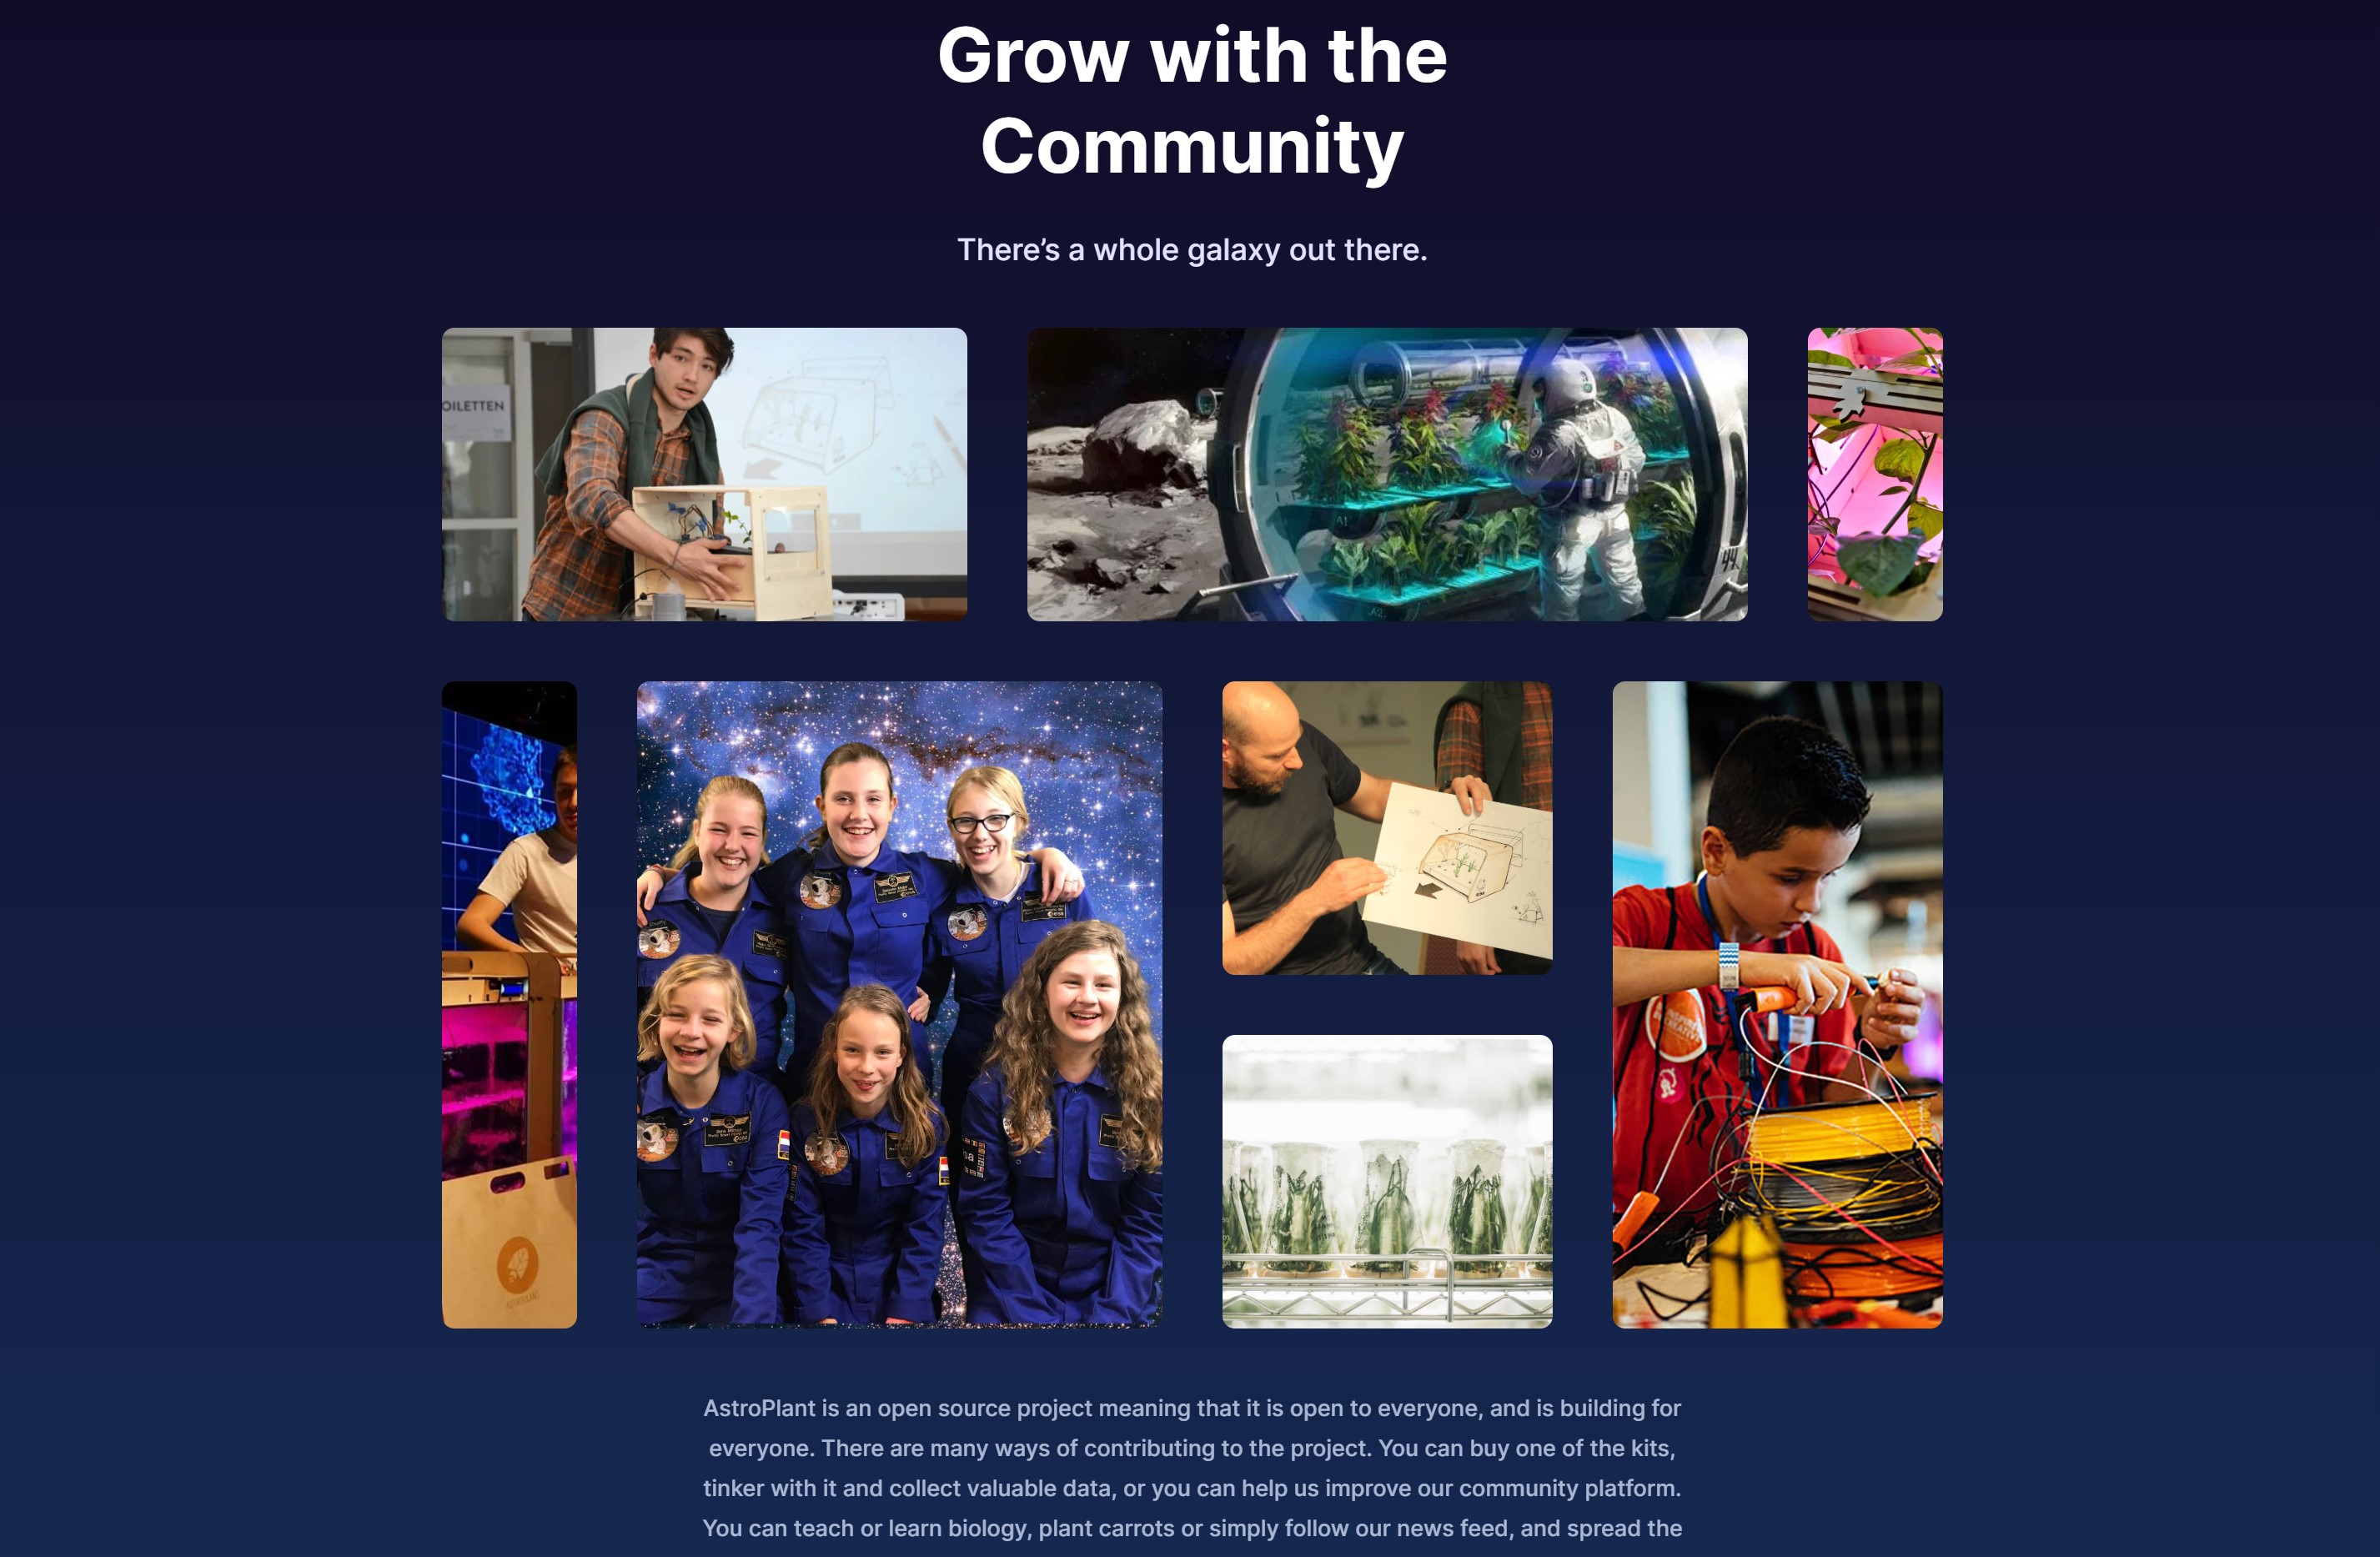 Grow with the
Community
There’s a whole galaxy out there.
OILETTEN
A1
44
A2
ASTROPLANT
AstroPlant is an open source project meaning that it is open to everyone, and is building for
everyone. There are many ways of contributing to the project. You can buy one of the kits,
tinker with it and collect valuable data, or you can help us improve our community platform.
You can teach or learn biology, plant carrots or simply follow our news feed, and spread the